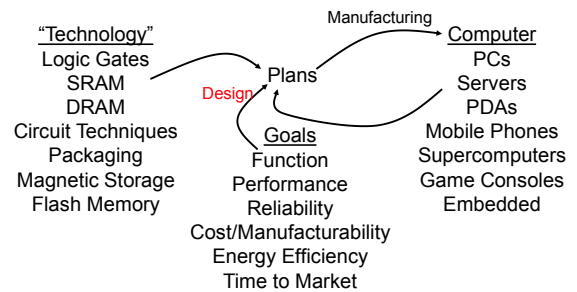 “Technology”
Logic Gates
SRAM
DRAM
Circuit Techniques
Packaging
Magnetic Storage
Flash Memory
Plans
Design
Goals
Function
Performance
Reliability
Cost/Manufacturability
Energy Efficiency
Time to Market
Manufacturing
Computer
PCs
Servers
PDAs
Mobile Phones
Supercomputers
Game Consoles
Embedded